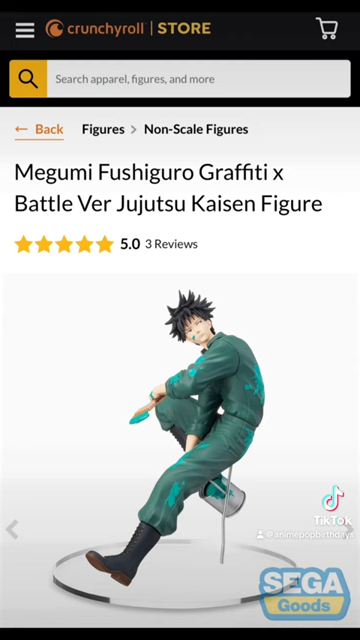 crunchyroll | STORE
Search apparel, figures, and more
← Back Figures > Non-Scale Figures
Megumi Fushiguro Graffiti x
Battle Ver Jujutsu Kaisen Figure
5.0 3 Reviews
TikTok
@animepopbirthdays
SEGA
Goods